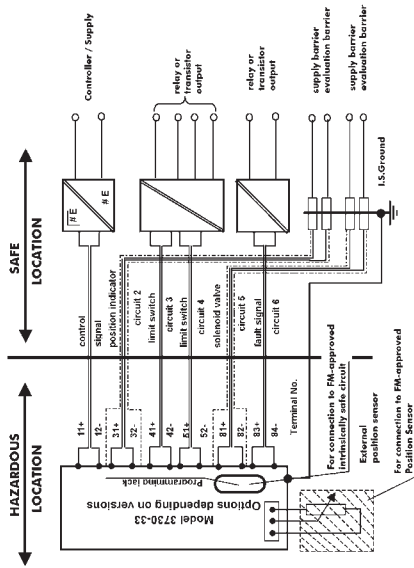 SAFE
LOCATION
HAZARDOUS
LOCATION
Controller / Supply
relay or
transistor
output
relay or
transistor
output
supply barrier
evaluation barrier
supply barrier
evaluation barrier
I.S.Ground
E
# E
control
signal
position indicator
circuit 2
limit switch
circuit 3
limit switch
circuit 4
solenoid valve
circuit 5
fault signal
circuit 6
11+
12-
31+
32-
41+
42-
51+
52-
81+
82-
83+
84-
Terminal No.
For connection to FM-approved
intrinsically safe circuit
External
position sensor
For connection to FM-approved
Position Sensor
Model 3730-33
Options depending on versions
Programming jack